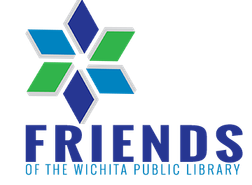 FRIENDS
OF THE WICHITA PUBLIC LIBRARY